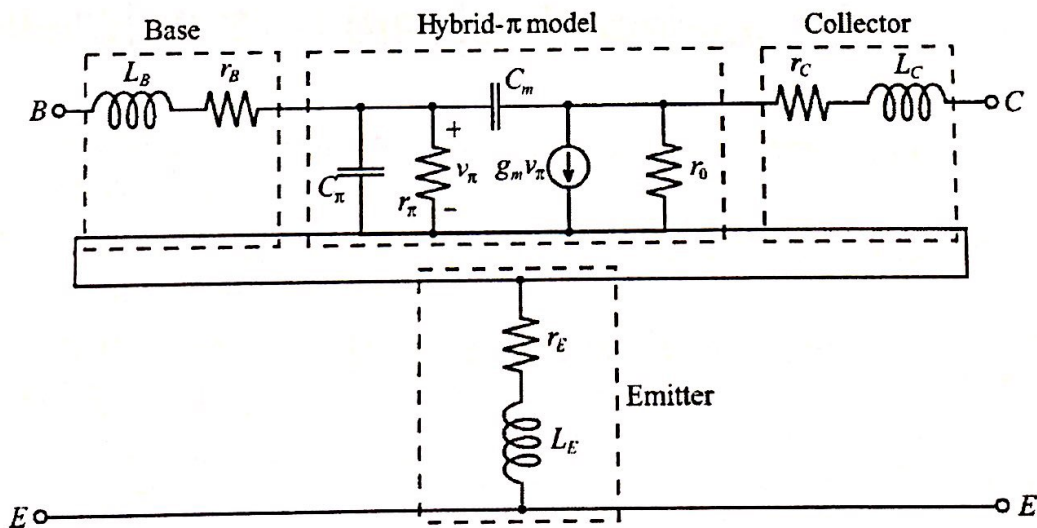 Base
Hybrid-π model
Collector
L_B
r_B
C_m
r_C
L_C
B
C
+
v_π
-
C_π
r_π
g_m v_π
r_0
r_E
Emitter
L_E
E
E